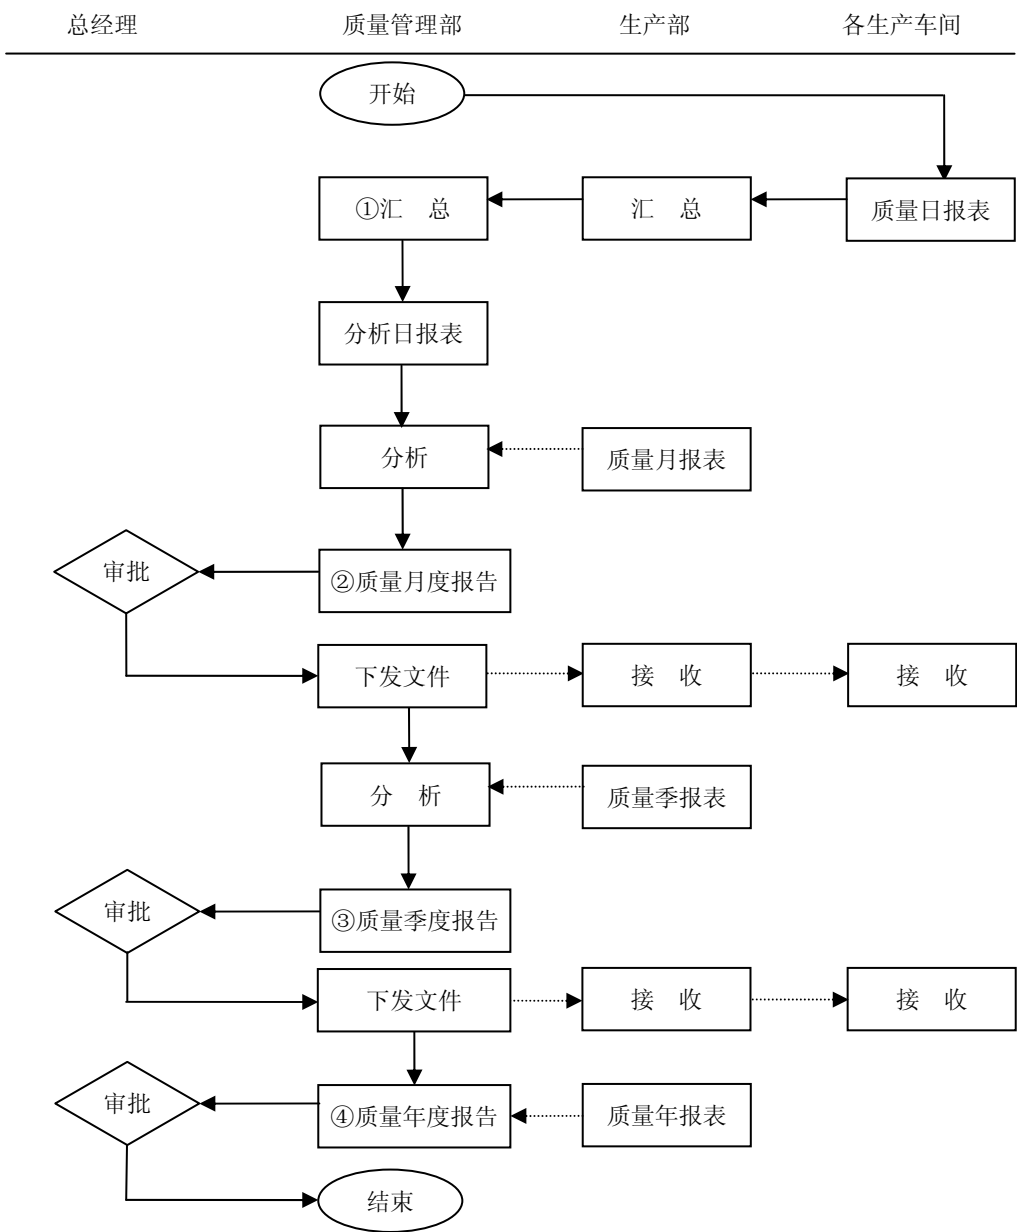 总经理 质量管理部 生产部 各生产车间
开始
①汇 总 汇 总 质量日报表
分析日报表
分析 质量月报表
审批 ②质量月度报告
下发文件 接 收 接 收
分 析 质量季报表
审批 ③质量季度报告
下发文件 接 收 接 收
审批 ④质量年度报告 质量年报表
结束